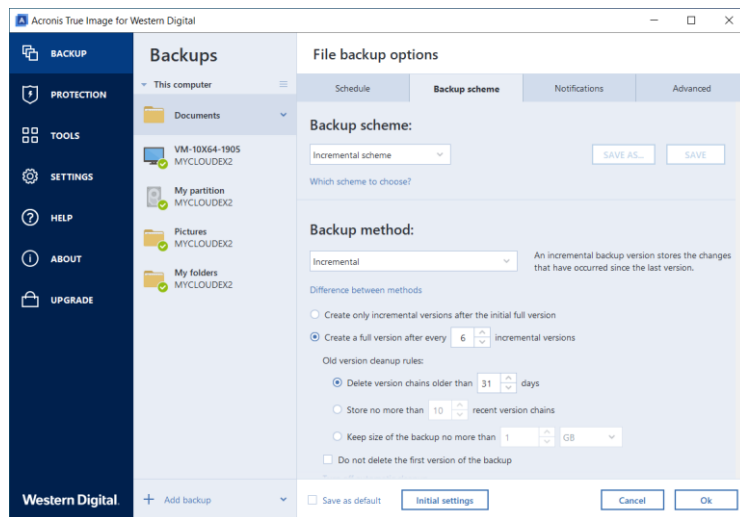 Acronis True Image for Western Digital
BACKUP
PROTECTION
TOOLS
SETTINGS
HELP
ABOUT
UPGRADE
Western Digital.
Backups
This computer
Documents
VM-10X64-1905
MYCLOUDEX2
My partition
MYCLOUDEX2
Pictures
MYCLOUDEX2
My folders
MYCLOUDEX2
Add backup
File backup options
Schedule
Backup scheme
Notifications
Advanced
Backup scheme:
Incremental scheme
SAVE AS...
SAVE
Which scheme to choose?
Backup method:
Incremental
An incremental backup version stores the changes
that have occurred since the last version.
Difference between methods
Create only incremental versions after the initial full version
Create a full version after every 6 incremental versions
Old version cleanup rules:
Delete version chains older than 31 days
Store no more than 10 recent version chains
Keep size of the backup no more than 1 GB
Do not delete the first version of the backup
Save as default
Initial settings
Cancel
Ok